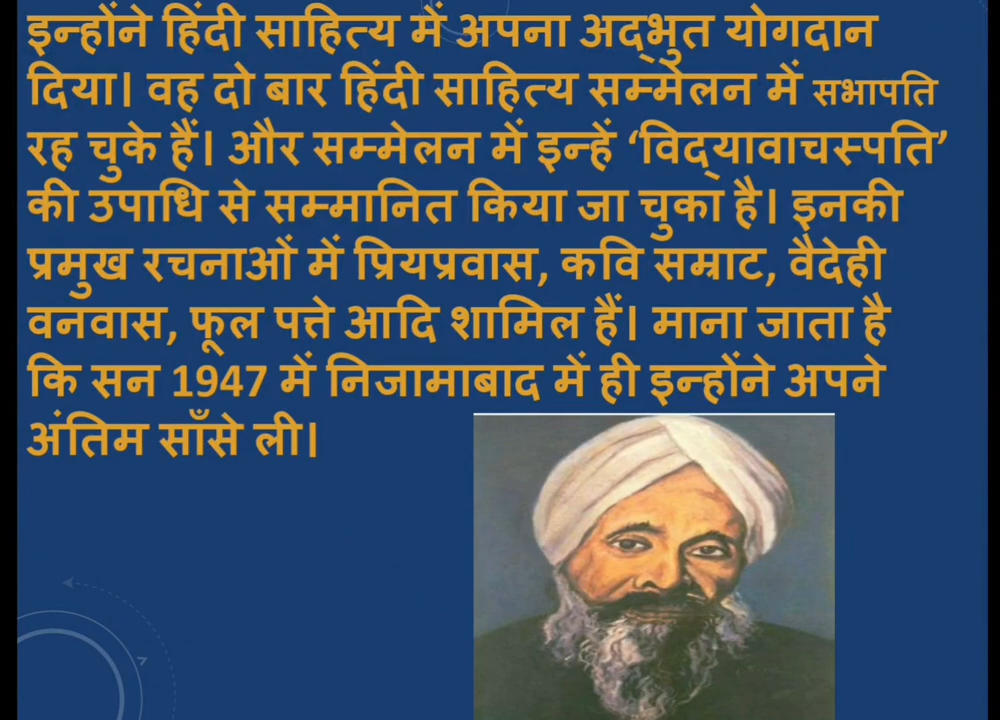 इन्होंने हिंदी साहित्य में अपना अद्भुत योगदान
दिया। वह दो बार हिंदी साहित्य सम्मेलन में सभापति
रह चुके हैं। और सम्मेलन में इन्हें ‘विद्यावाचस्पति’
की उपाधि से सम्मानित किया जा चुका है। इनकी
प्रमुख रचनाओं में प्रियप्रवास, कवि सम्राट, वैदेही
वनवास, फूल पत्ते आदि शामिल हैं। माना जाता है
कि सन 1947 में निजामाबाद में ही इन्होंने अपने
अंतिम साँसे ली।